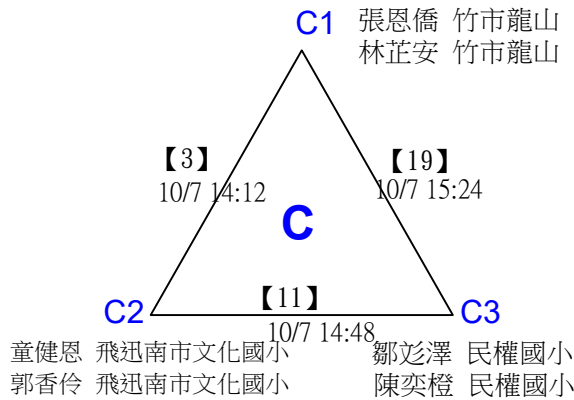 C1
張恩僑 竹市龍山
林芷安 竹市龍山
【3】
10/7 14:12
【19】
10/7 15:24
C
C2
【11】
10/7 14:48
C3
童健恩 飛迅南市文化國小
郭香伶 飛迅南市文化國小
鄒彣澤 民權國小
陳奕橙 民權國小